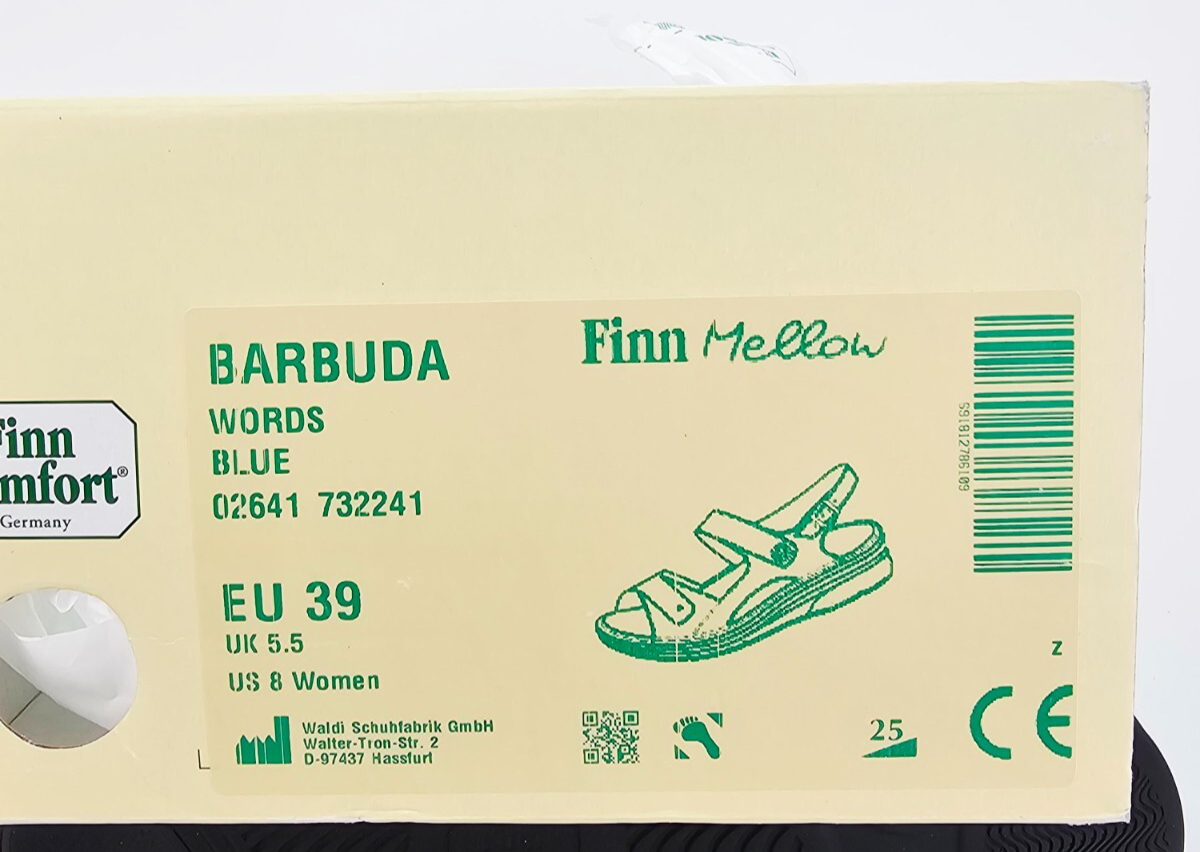 BARBUDA
WORDS
BLUE
02641 732241
EU 39
UK 5.5
US 8 Women
Waldi Schuhfabrik GmbH
Walter-Tron-Str. 2
D-97437 Hassfurt
Finn Mellow
25
Z
CE
Finn
mfort®
Germany